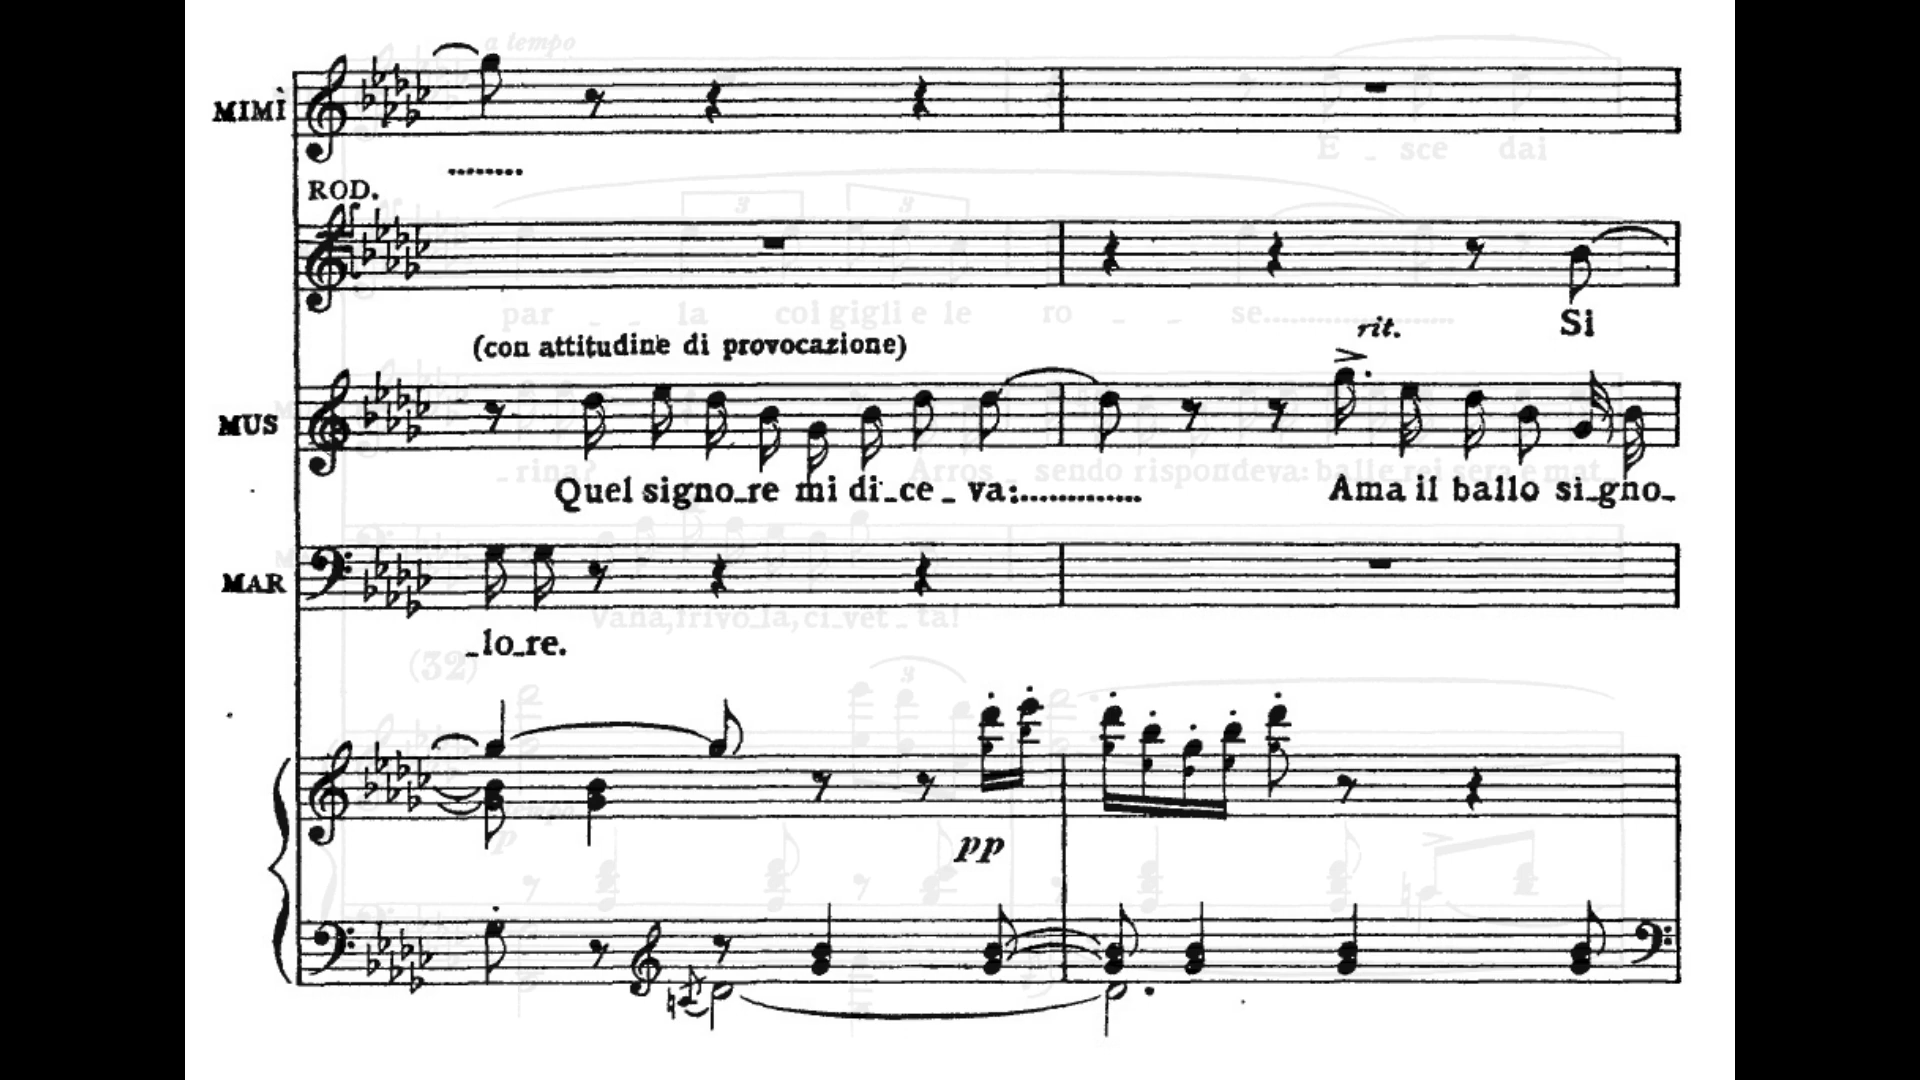 MIMÌ
........
ROD.
rit. Si
(con attitudine di provocazione)
MUS
Quel signo_re mi di_ce_va:............. Ama il ballo si_gno_
MAR
_lo_re.
pp